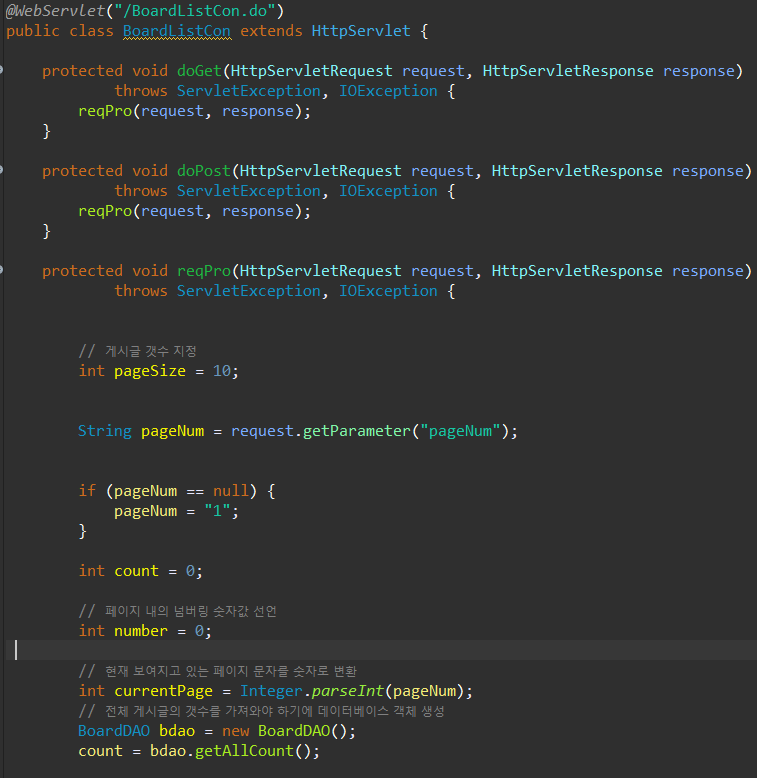 @WebServlet("/BoardListCon.do")
public class BoardListCon extends HttpServlet {
protected void doGet(HttpServletRequest request, HttpServletResponse response)
throws ServletException, IOException {
reqPro(request, response);
}
protected void doPost(HttpServletRequest request, HttpServletResponse response)
throws ServletException, IOException {
reqPro(request, response);
}
protected void reqPro(HttpServletRequest request, HttpServletResponse response)
throws ServletException, IOException {
// 게시글 갯수 지정
int pageSize = 10;
String pageNum = request.getParameter("pageNum");
if (pageNum == null) {
pageNum = "1";
}
int count = 0;
// 페이지 내의 넘버링 숫자값 선언
int number = 0;
// 현재 보여지고 있는 페이지 문자를 숫자로 변환
int currentPage = Integer.parseInt(pageNum);
// 전체 게시글의 갯수를 가져와야 하기에 데이터베이스 객체 생성
BoardDAO bdao = new BoardDAO();
count = bdao.getAllCount();